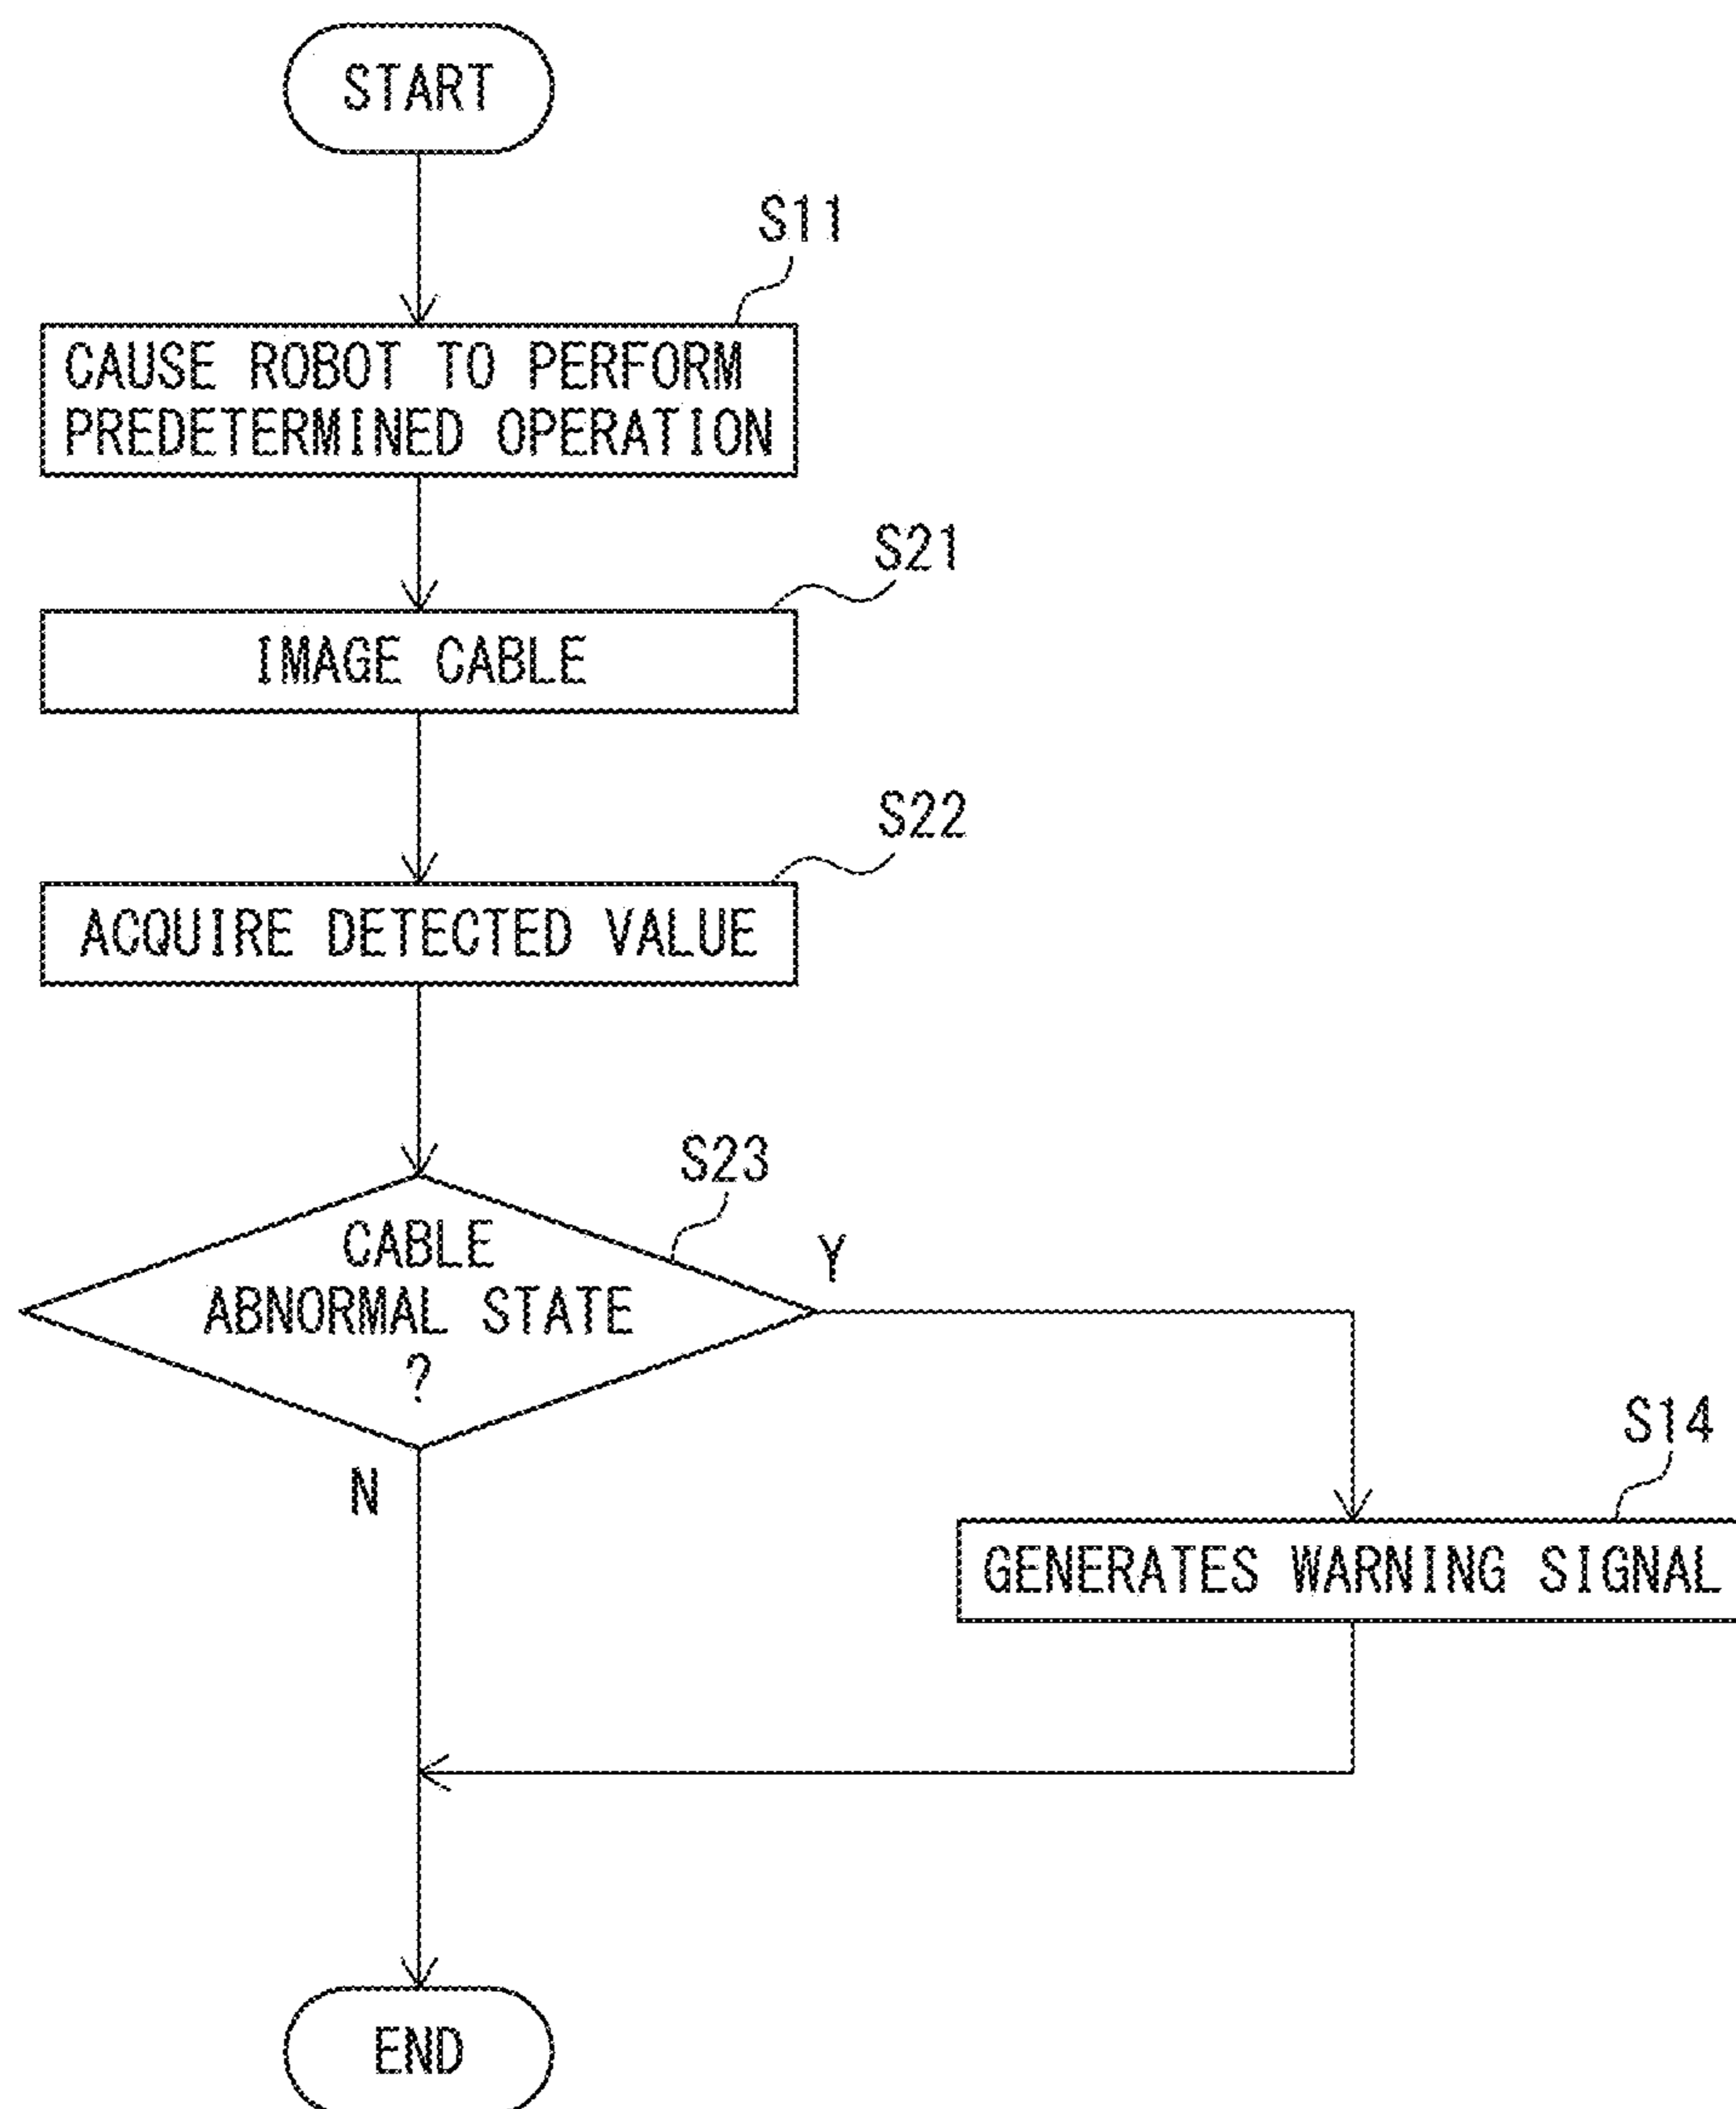 START
S11
CAUSE ROBOT TO PERFORM
PREDETERMINED OPERATION
S21
IMAGE CABLE
S22
ACQUIRE DETECTED VALUE
S23
CABLE
ABNORMAL STATE
?
Y
N
S14
GENERATES WARNING SIGNAL
END